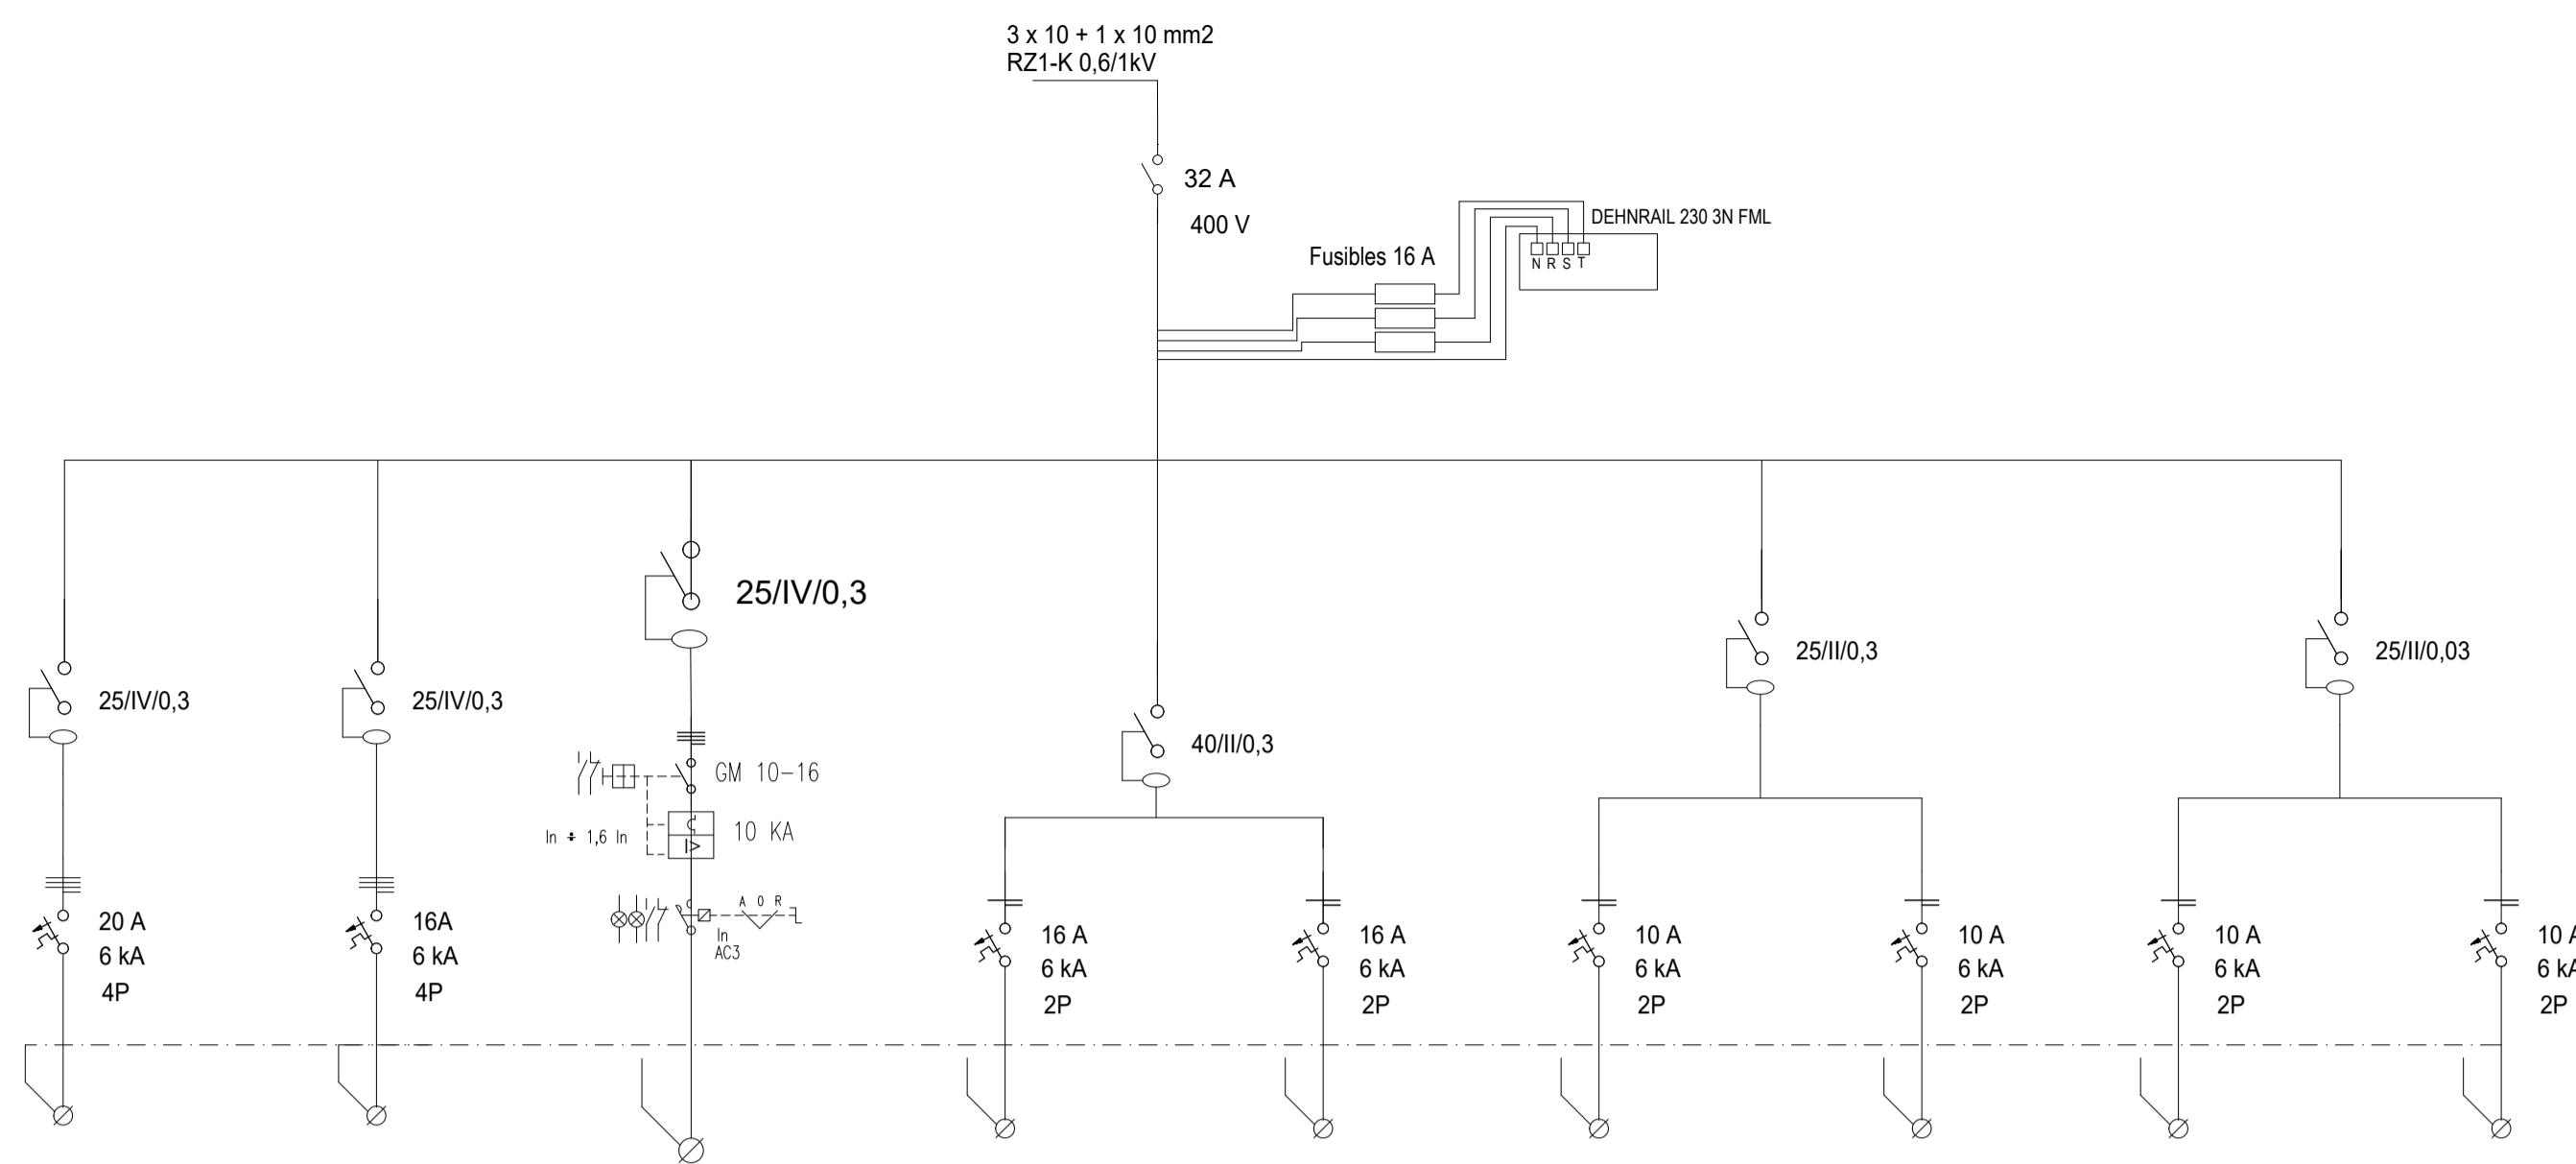 3 x 10 + 1 x 10 mm2
RZ1-K 0,6/1kV
32 A
400 V
DEHNRAIL 230 3N FML
Fusibles 16 A
N R S T
25/IV/0,3
25/IV/0,3
25/IV/0,3
40/II/0,3
25/II/0,3
25/II/0,03
GM 10-16
In ÷ 1,6 In
10 KA
I>
A 0 R
In
AC3
20 A
6 kA
4P
16A
6 kA
4P
16 A
6 kA
2P
16 A
6 kA
2P
10 A
6 kA
2P
10 A
6 kA
2P
10 A
6 kA
2P
10 A
6 kA
2P